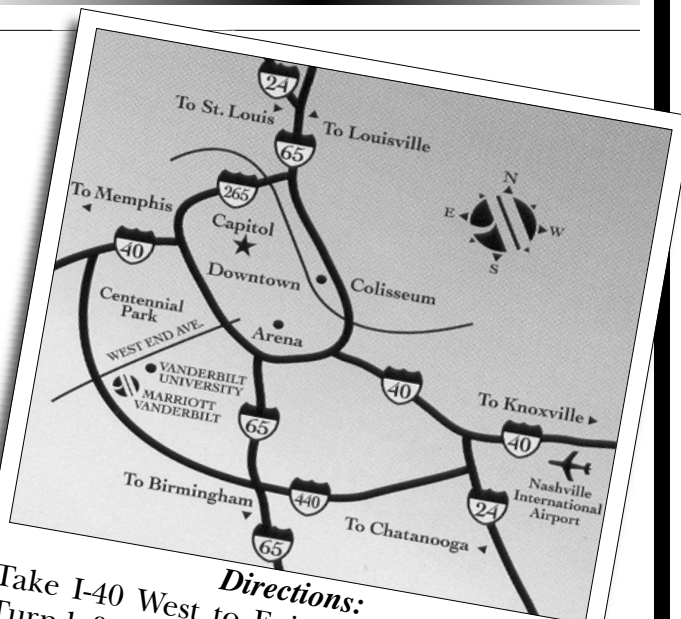 24
To St. Louis
To Louisville
65
265
To Memphis
N
E
W
S
Capitol
40
Downtown
Colisseum
Centennial
Park
Arena
WEST END AVE.
VANDERBILT
UNIVERSITY
MARRIOTT
VANDERBILT
40
To Knoxville
65
40
Nashville
International
Airport
To Birmingham
440
24
To Chatanooga
65
Directions:
Take I-40 West to